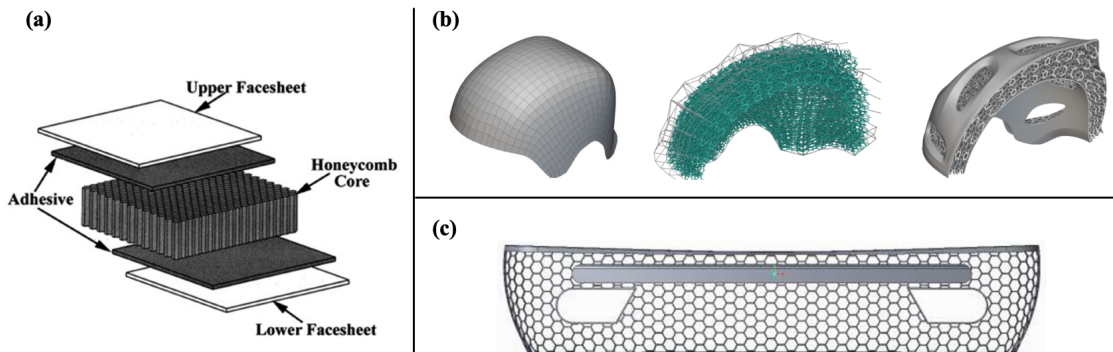 (a)
Upper Facesheet
Honeycomb
Core
Adhesive
Lower Facesheet
(b)
(c)